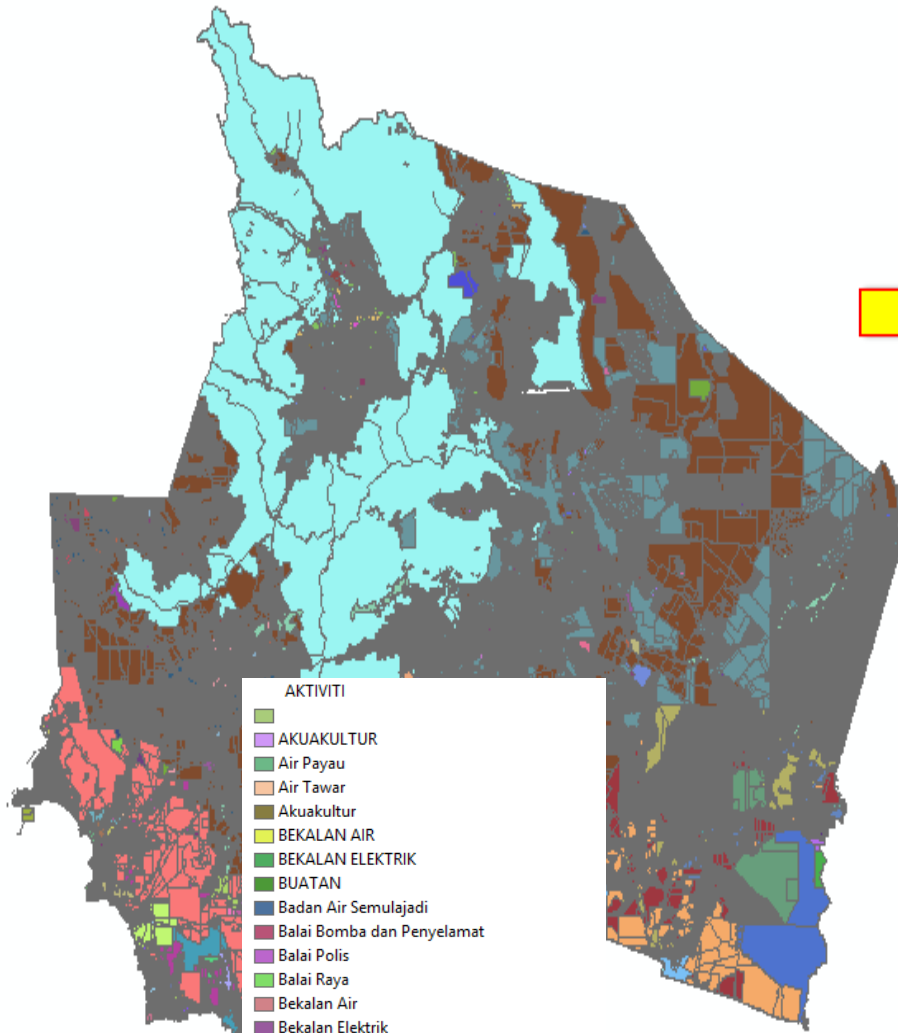 AKTIVITI
AKUAKULTUR
Air Payau
Air Tawar
Akuakultur
BEKALAN AIR
BEKALAN ELEKTRIK
BUATAN
Badan Air Semulajadi
Balai Bomba dan Penyelamat
Balai Polis
Balai Raya
Bekalan Air
Bekalan Elektrik